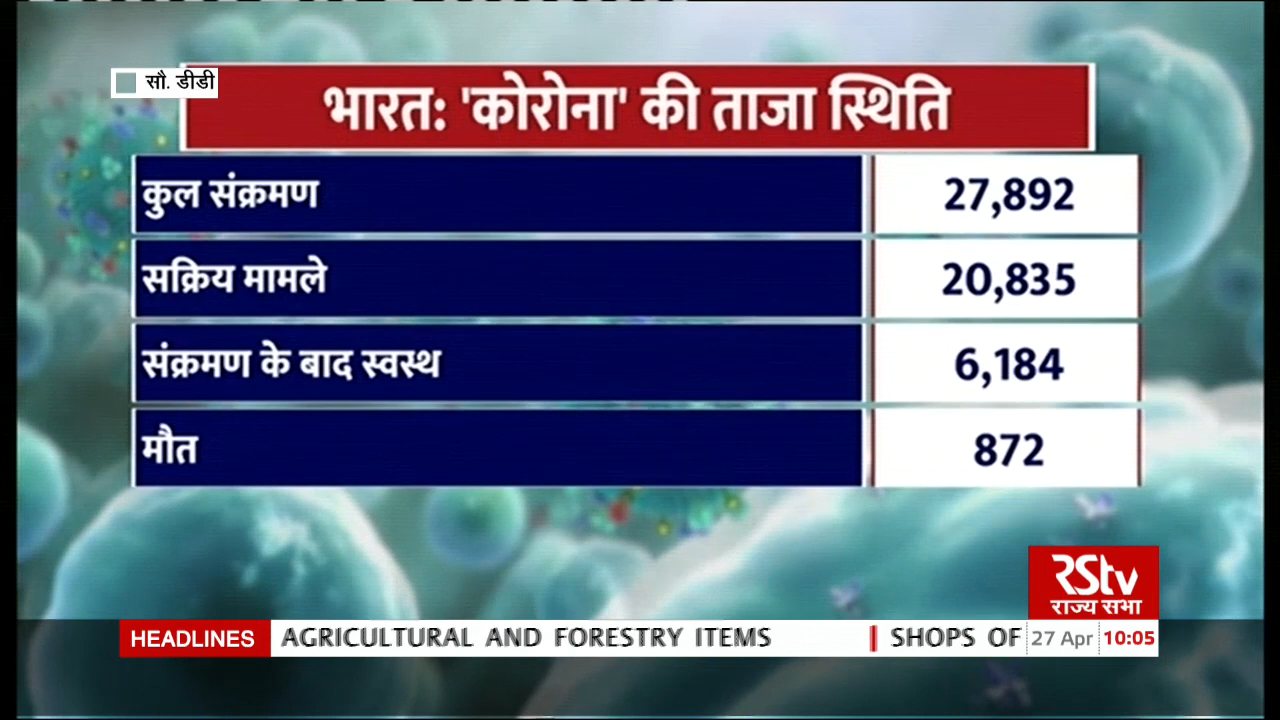 सौ. डीडी
भारत: 'कोरोना' की ताजा स्थिति
कुल संक्रमण 27,892
सक्रिय मामले 20,835
संक्रमण के बाद स्वस्थ 6,184
मौत 872
RStv
राज्य सभा
HEADLINES AGRICULTURAL AND FORESTRY ITEMS | SHOPS OF 27 Apr 10:05